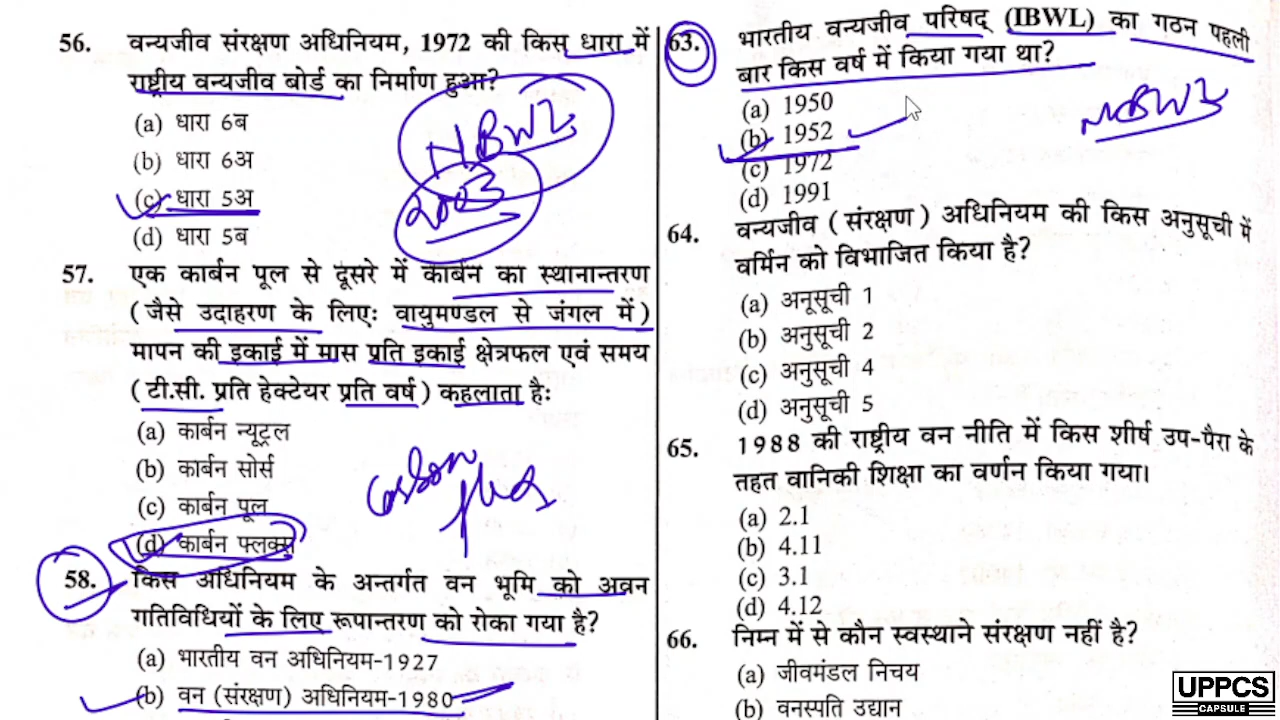 56. वन्यजीव संरक्षण अधिनियम, 1972 की किस धारा में
राष्ट्रीय वन्यजीव बोर्ड का निर्माण हुआ?
(a) धारा 6ब
(b) धारा 6अ
(c) धारा 5अ
(d) धारा 5ब
NBWL
2003
57. एक कार्बन पूल से दूसरे में कार्बन का स्थानान्तरण
(जैसे उदाहरण के लिएः वायुमण्डल से जंगल में)
मापन की इकाई में मास प्रति इकाई क्षेत्रफल एवं समय
(टी.सी. प्रति हेक्टेयर प्रति वर्ष) कहलाता हैः
(a) कार्बन न्यूट्रल
(b) कार्बन सोर्स
(c) कार्बन पूल
(d) कार्बन फ्लक्स
Carbon
flux
58. किस अधिनियम के अन्तर्गत वन भूमि को अवन
गतिविधियों के लिए रूपान्तरण को रोका गया है?
(a) भारतीय वन अधिनियम-1927
(b) वन (संरक्षण) अधिनियम-1980
63. भारतीय वन्यजीव परिषद् (IBWL) का गठन पहली
बार किस वर्ष में किया गया था?
(a) 1950
(b) 1952
(c) 1972
(d) 1991
NBWL
64. वन्यजीव (संरक्षण) अधिनियम की किस अनुसूची में
वर्मिन को विभाजित किया है?
(a) अनूसूची 1
(b) अनुसूची 2
(c) अनुसूची 4
(d) अनुसूची 5
65. 1988 की राष्ट्रीय वन नीति में किस शीर्ष उप-पैरा के
तहत वानिकी शिक्षा का वर्णन किया गया।
(a) 2.1
(b) 4.11
(c) 3.1
(d) 4.12
66. निम्न में से कौन स्वस्थाने संरक्षण नहीं है?
(a) जीवमंडल निचय
(b) वनस्पति उद्यान
UPPCS
CAPSULE